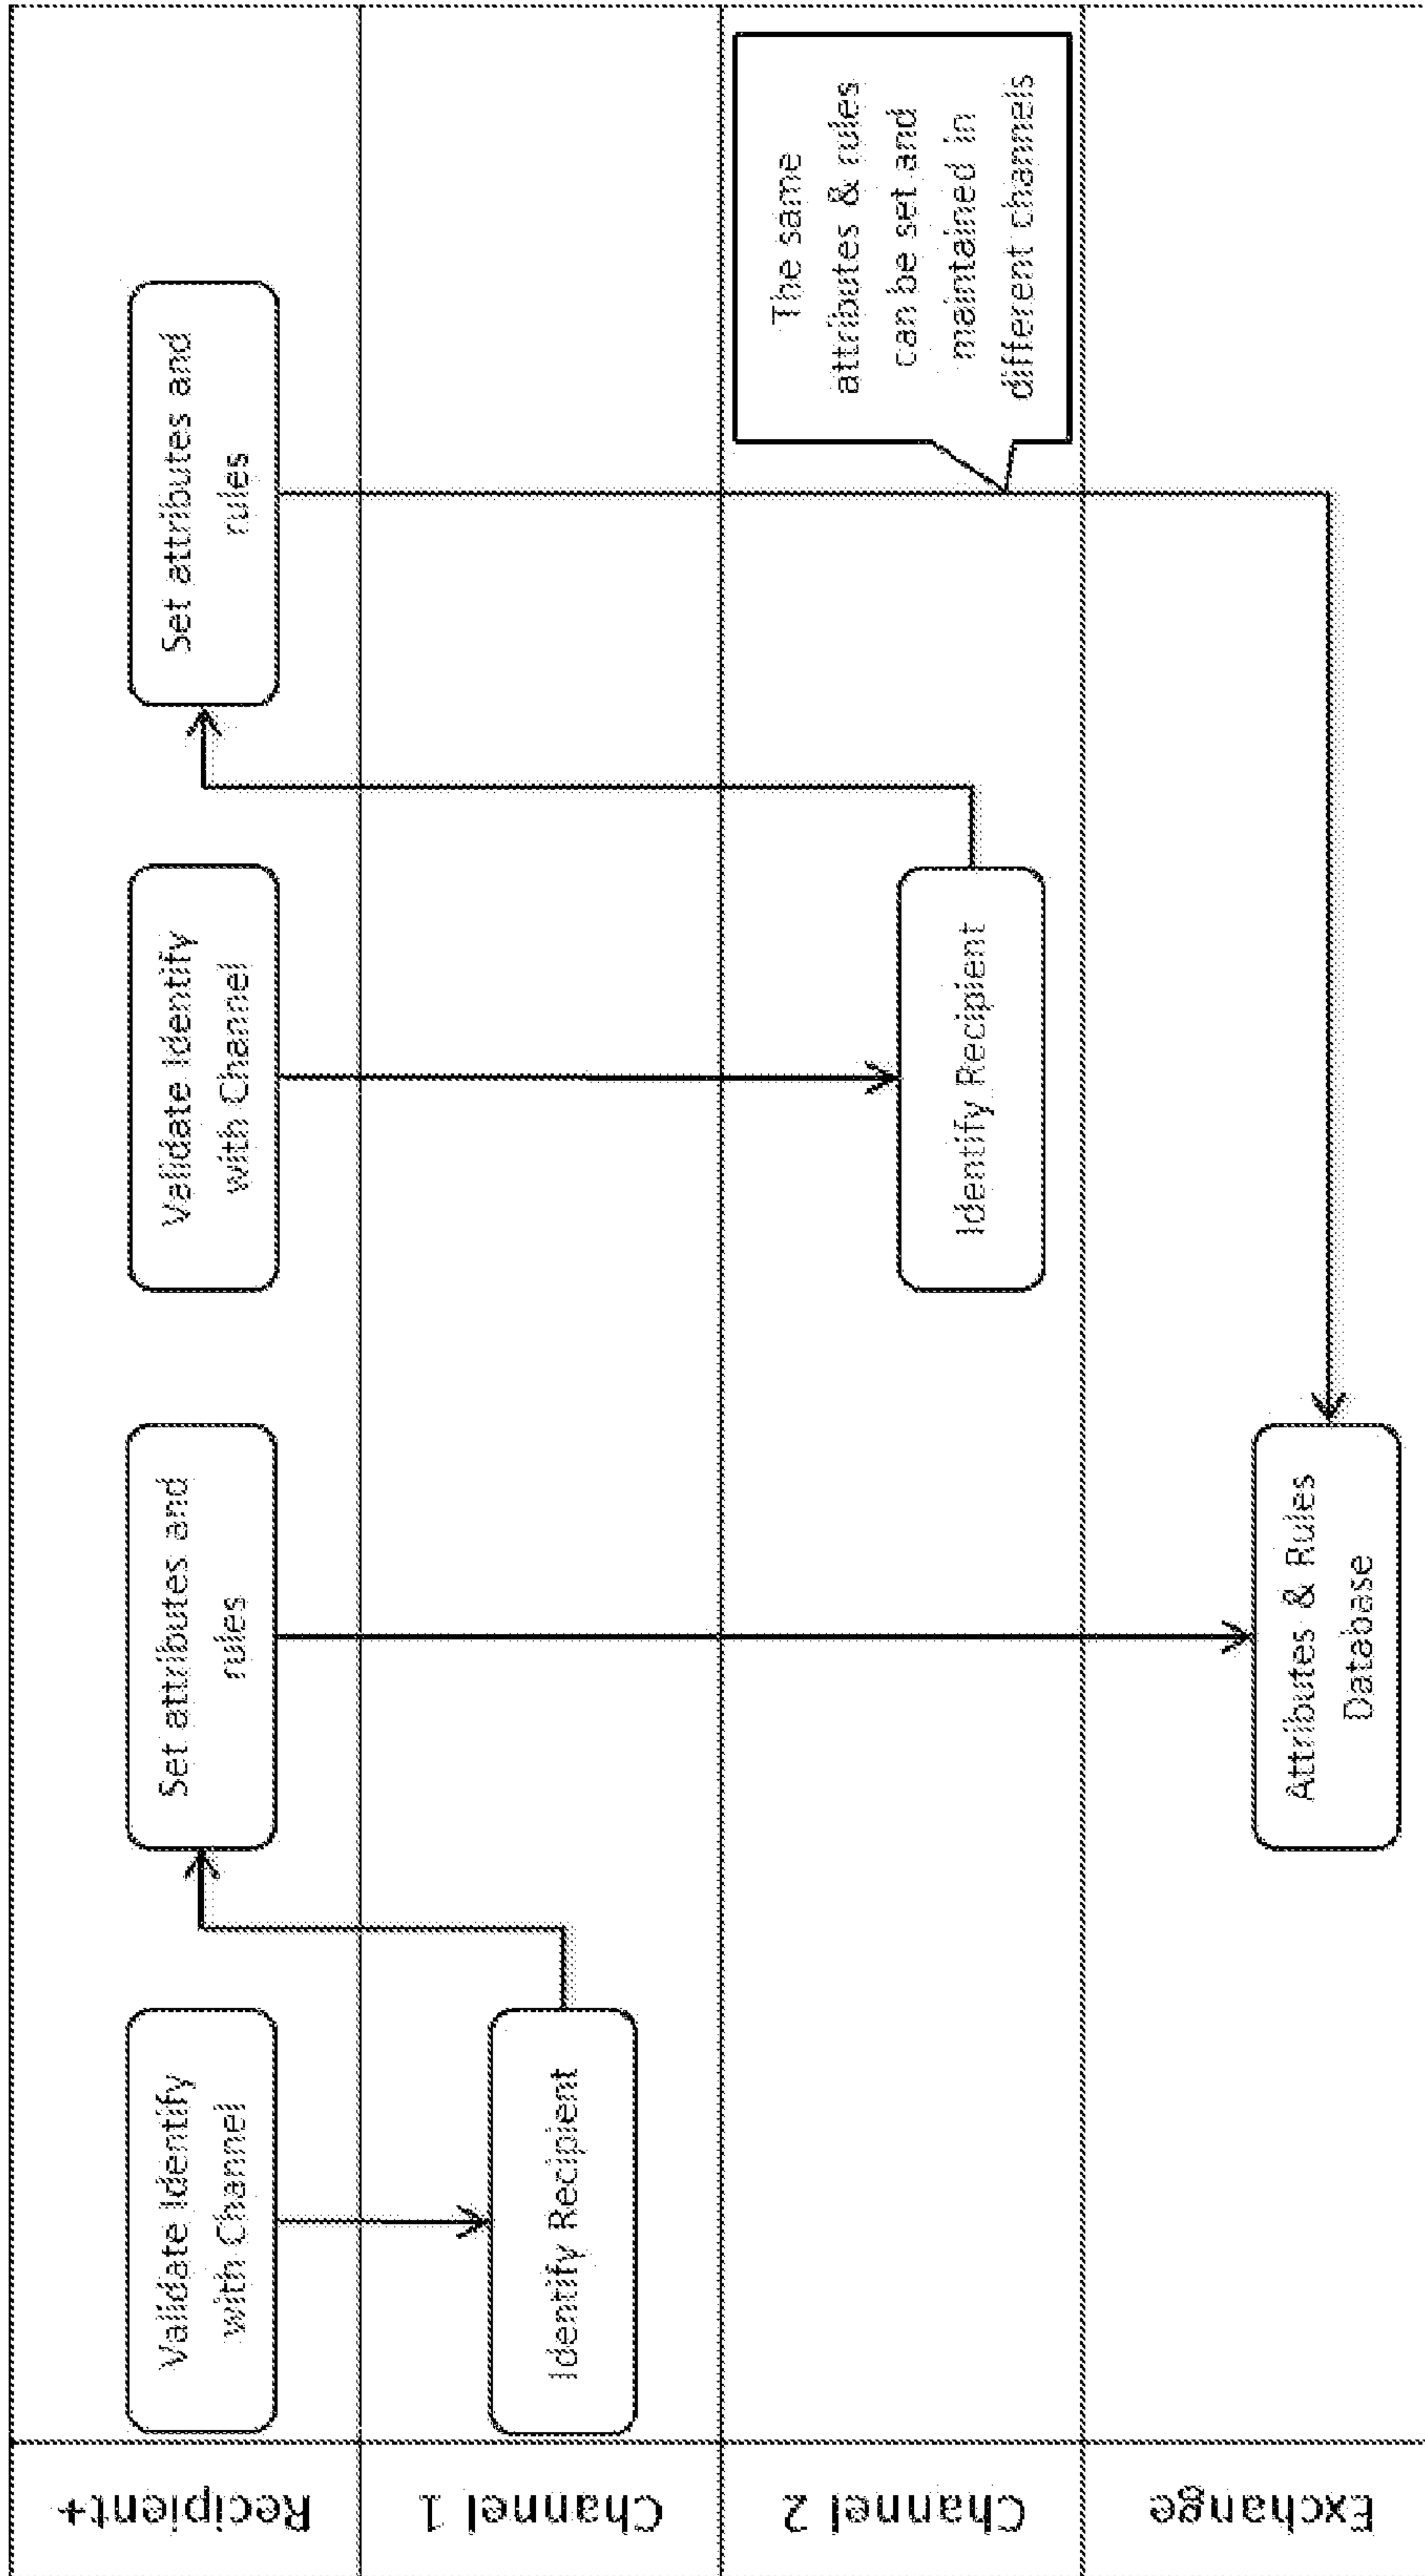 Recipient+
Validate Identify
with Channel
Set attributes and
rules
Validate Identify
with Channel
Set attributes and
rules
Channel 1
Identify Recipient
Channel 2
Identify Recipient
The same
attributes & rules
can be set and
maintained in
different channels
Exchange
Attributes & Rules
Database